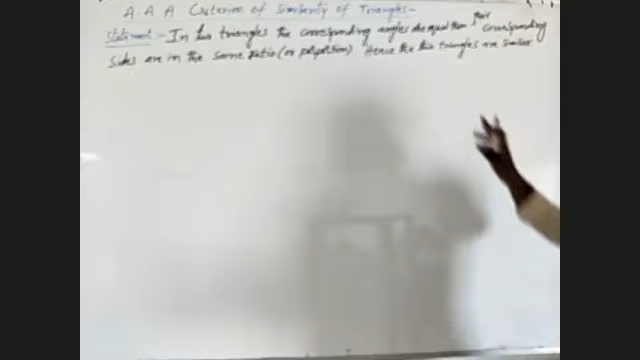 A.A.A Criterion of Similarity of Triangles:-
Statement:- In two triangles the corresponding angles are equal then their corresponding
sides are in the same ratio (or proportion) Hence the two triangles are similar